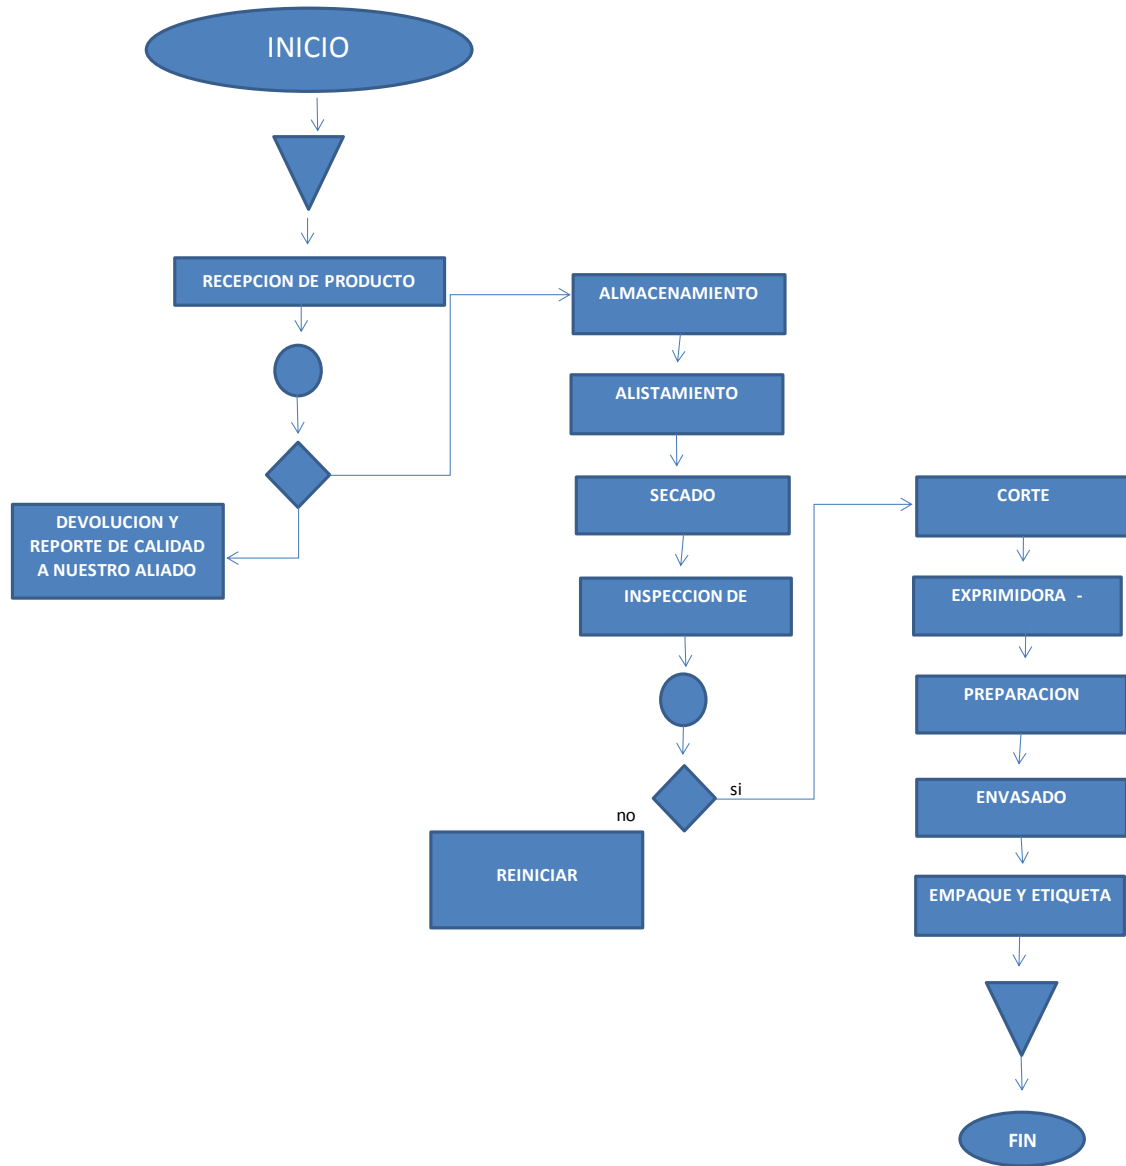 INICIO
RECEPCION DE PRODUCTO
DEVOLUCION Y
REPORTE DE CALIDAD
A NUESTRO ALIADO
ALMACENAMIENTO
ALISTAMIENTO
SECADO
INSPECCION DE
si
no
REINICIAR
CORTE
EXPRIMIDORA -
PREPARACION
ENVASADO
EMPAQUE Y ETIQUETA
FIN